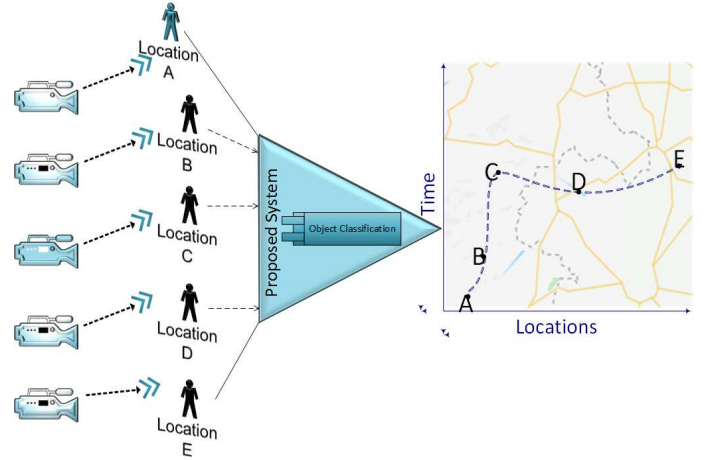 Location
A
Location
B
Location
C
Location
D
Location
E
Proposed System
Object Classification
Time
C
D
E
B
A
Locations